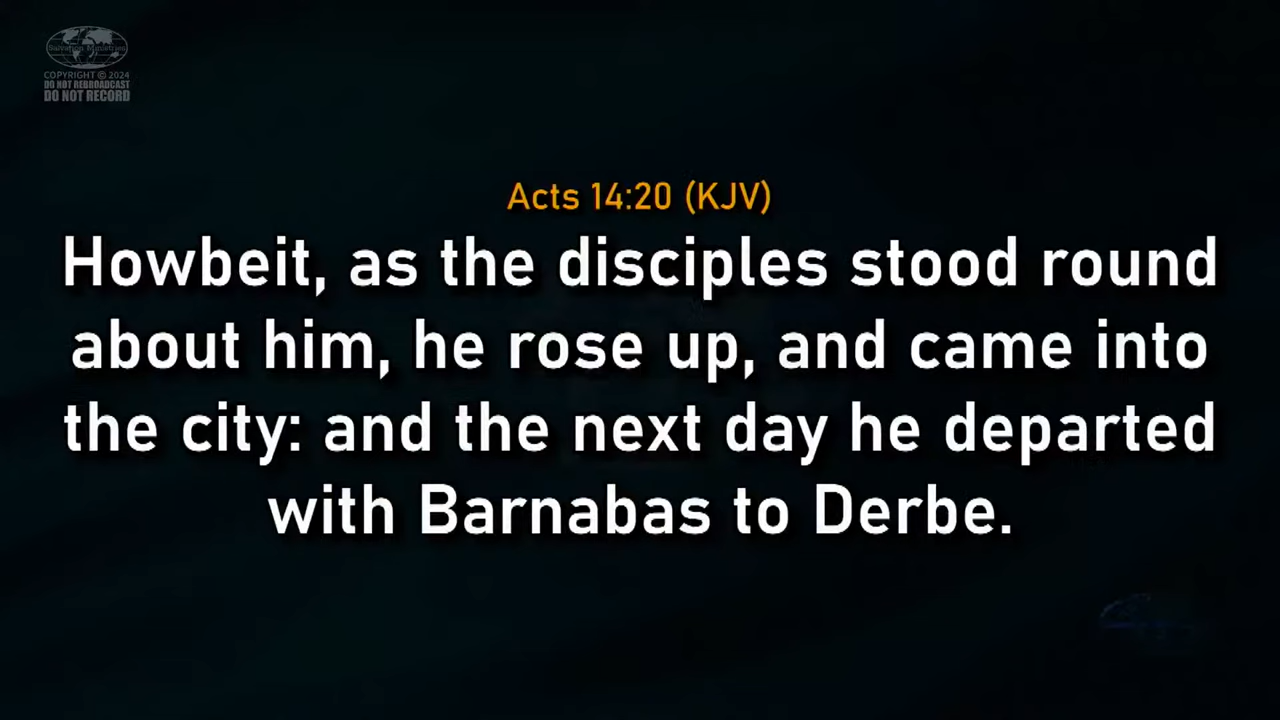 Salvation Ministries
COPYRIGHT © 2024
DO NOT REBROADCAST
DO NOT RECORD
Acts 14:20 (KJV)
Howbeit, as the disciples stood round
about him, he rose up, and came into
the city: and the next day he departed
with Barnabas to Derbe.